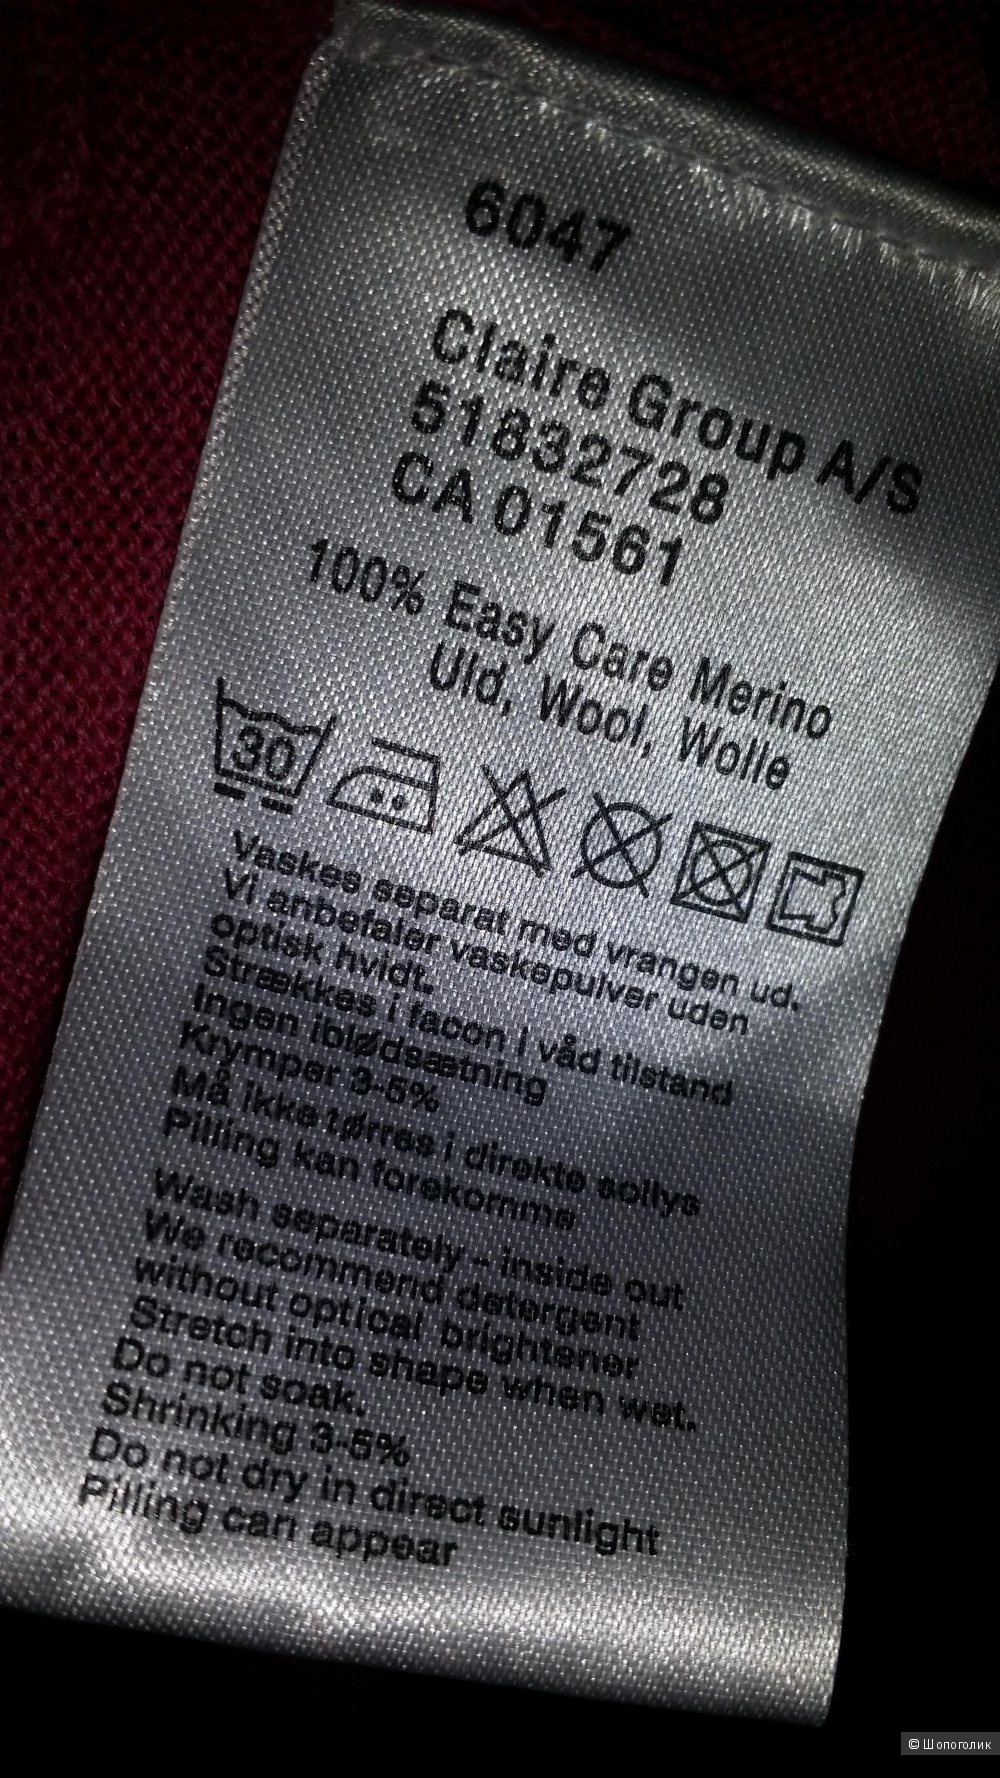 6047
Claire Group A/S
51832728
CA 01561
100% Easy Care Merino
Uld, Wool, Wolle
30
Vaskes separat med vrangen ud.
Vi anbefaler vaskepulver uden
optisk hvidt.
Strækkes i facon i våd tilstand
Ingen iblødsætning
Krymper 3-5%
Må ikke tørres i direkte sollys
Pilling kan forekomme
Wash separately - inside out
We recommend detergent
without optical brightener
Stretch into shape when wet.
Do not soak.
Shrinking 3-5%
Do not dry in direct sunlight
Pilling can appear
© Шопоголик